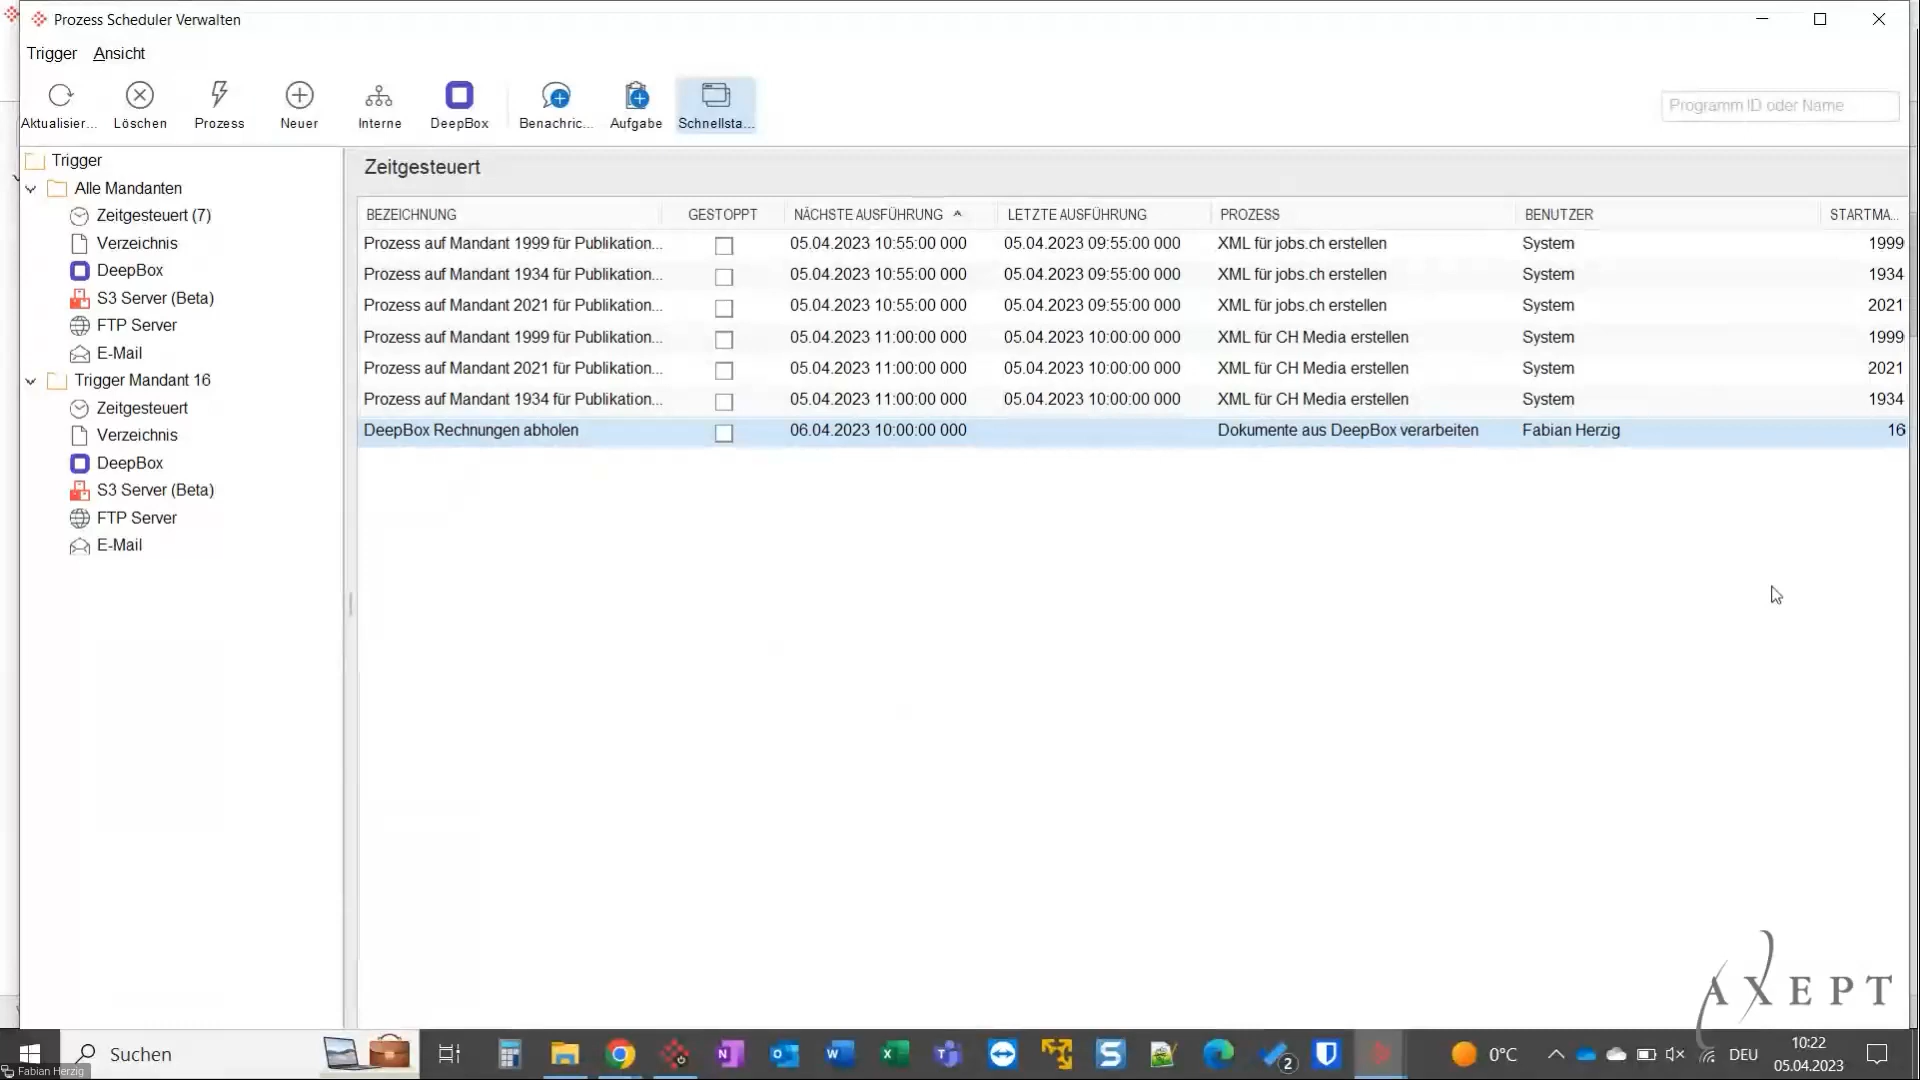 Prozess Scheduler Verwalten
Trigger Ansicht
Aktualisier... Löschen Prozess Neuer Interne DeepBox Benachric... Aufgabe Schnellsta...
Programm ID oder Name
Trigger
Alle Mandanten
Zeitgesteuert (7)
Verzeichnis
DeepBox
S3 Server (Beta)
FTP Server
E-Mail
Trigger Mandant 16
Zeitgesteuert
Verzeichnis
DeepBox
S3 Server (Beta)
FTP Server
E-Mail
Zeitgesteuert
BEZEICHNUNG GESTOPPT NÄCHSTE AUSFÜHRUNG LETZTE AUSFÜHRUNG PROZESS BENUTZER STARTMA...
Prozess auf Mandant 1999 für Publikation... 05.04.2023 10:55:00 000 05.04.2023 09:55:00 000 XML für jobs.ch erstellen System 1999
Prozess auf Mandant 1934 für Publikation... 05.04.2023 10:55:00 000 05.04.2023 09:55:00 000 XML für jobs.ch erstellen System 1934
Prozess auf Mandant 2021 für Publikation... 05.04.2023 10:55:00 000 05.04.2023 09:55:00 000 XML für jobs.ch erstellen System 2021
Prozess auf Mandant 1999 für Publikation... 05.04.2023 11:00:00 000 05.04.2023 10:00:00 000 XML für CH Media erstellen System 1999
Prozess auf Mandant 2021 für Publikation... 05.04.2023 11:00:00 000 05.04.2023 10:00:00 000 XML für CH Media erstellen System 2021
Prozess auf Mandant 1934 für Publikation... 05.04.2023 11:00:00 000 05.04.2023 10:00:00 000 XML für CH Media erstellen System 1934
DeepBox Rechnungen abholen 06.04.2023 10:00:00 000 Dokumente aus DeepBox verarbeiten Fabian Herzig 16
AXEPT
Suchen
2
0°C
DEU
10:22
05.04.2023
Fabian Herzig